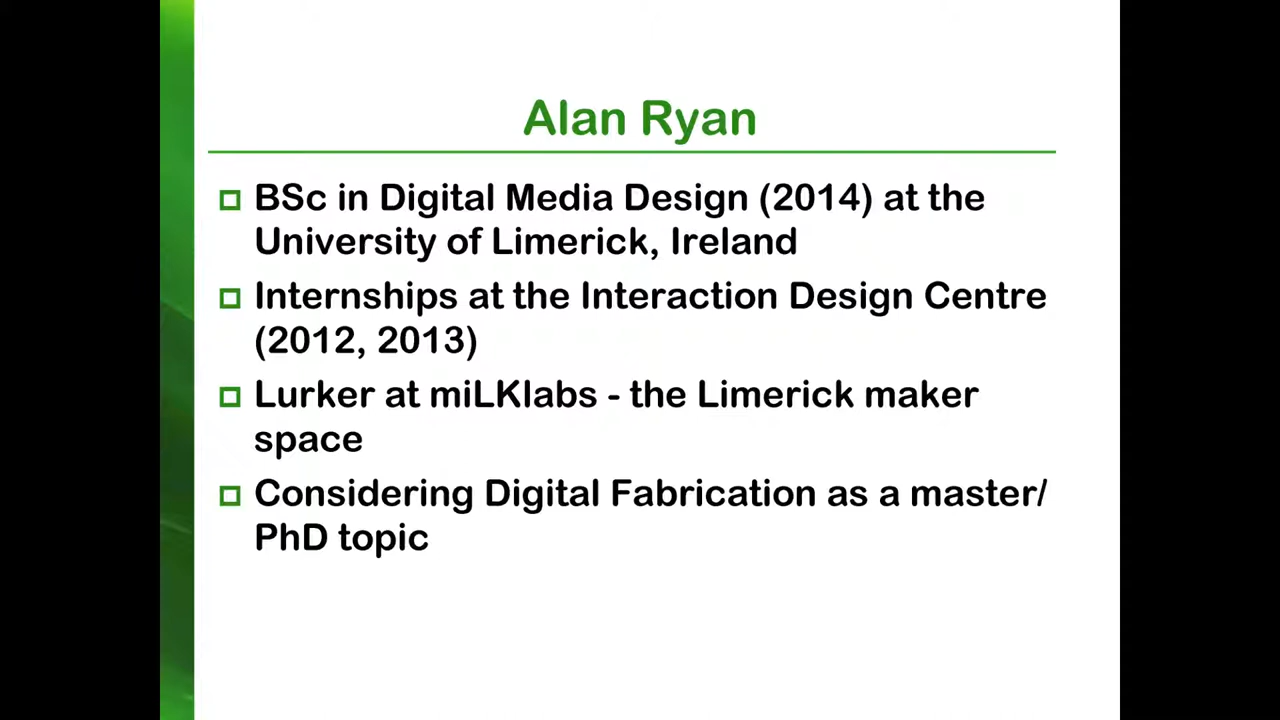 Alan Ryan
BSc in Digital Media Design (2014) at the
University of Limerick, Ireland
Internships at the Interaction Design Centre
(2012, 2013)
Lurker at miLKlabs - the Limerick maker
space
Considering Digital Fabrication as a master/
PhD topic